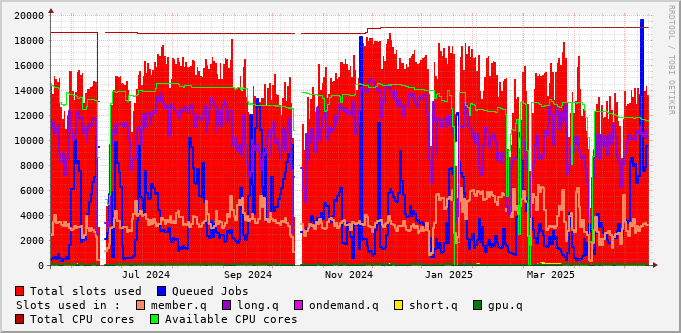 20000
18000
16000
14000
12000
10000
8000
6000
4000
2000
0
Jul 2024 Sep 2024 Nov 2024 Jan 2025 Mar 2025
RRDTOOL / TOBI OETIKER
Total slots used Queued Jobs
Slots used in : member.q long.q ondemand.q short.q gpu.q
Total CPU cores Available CPU cores